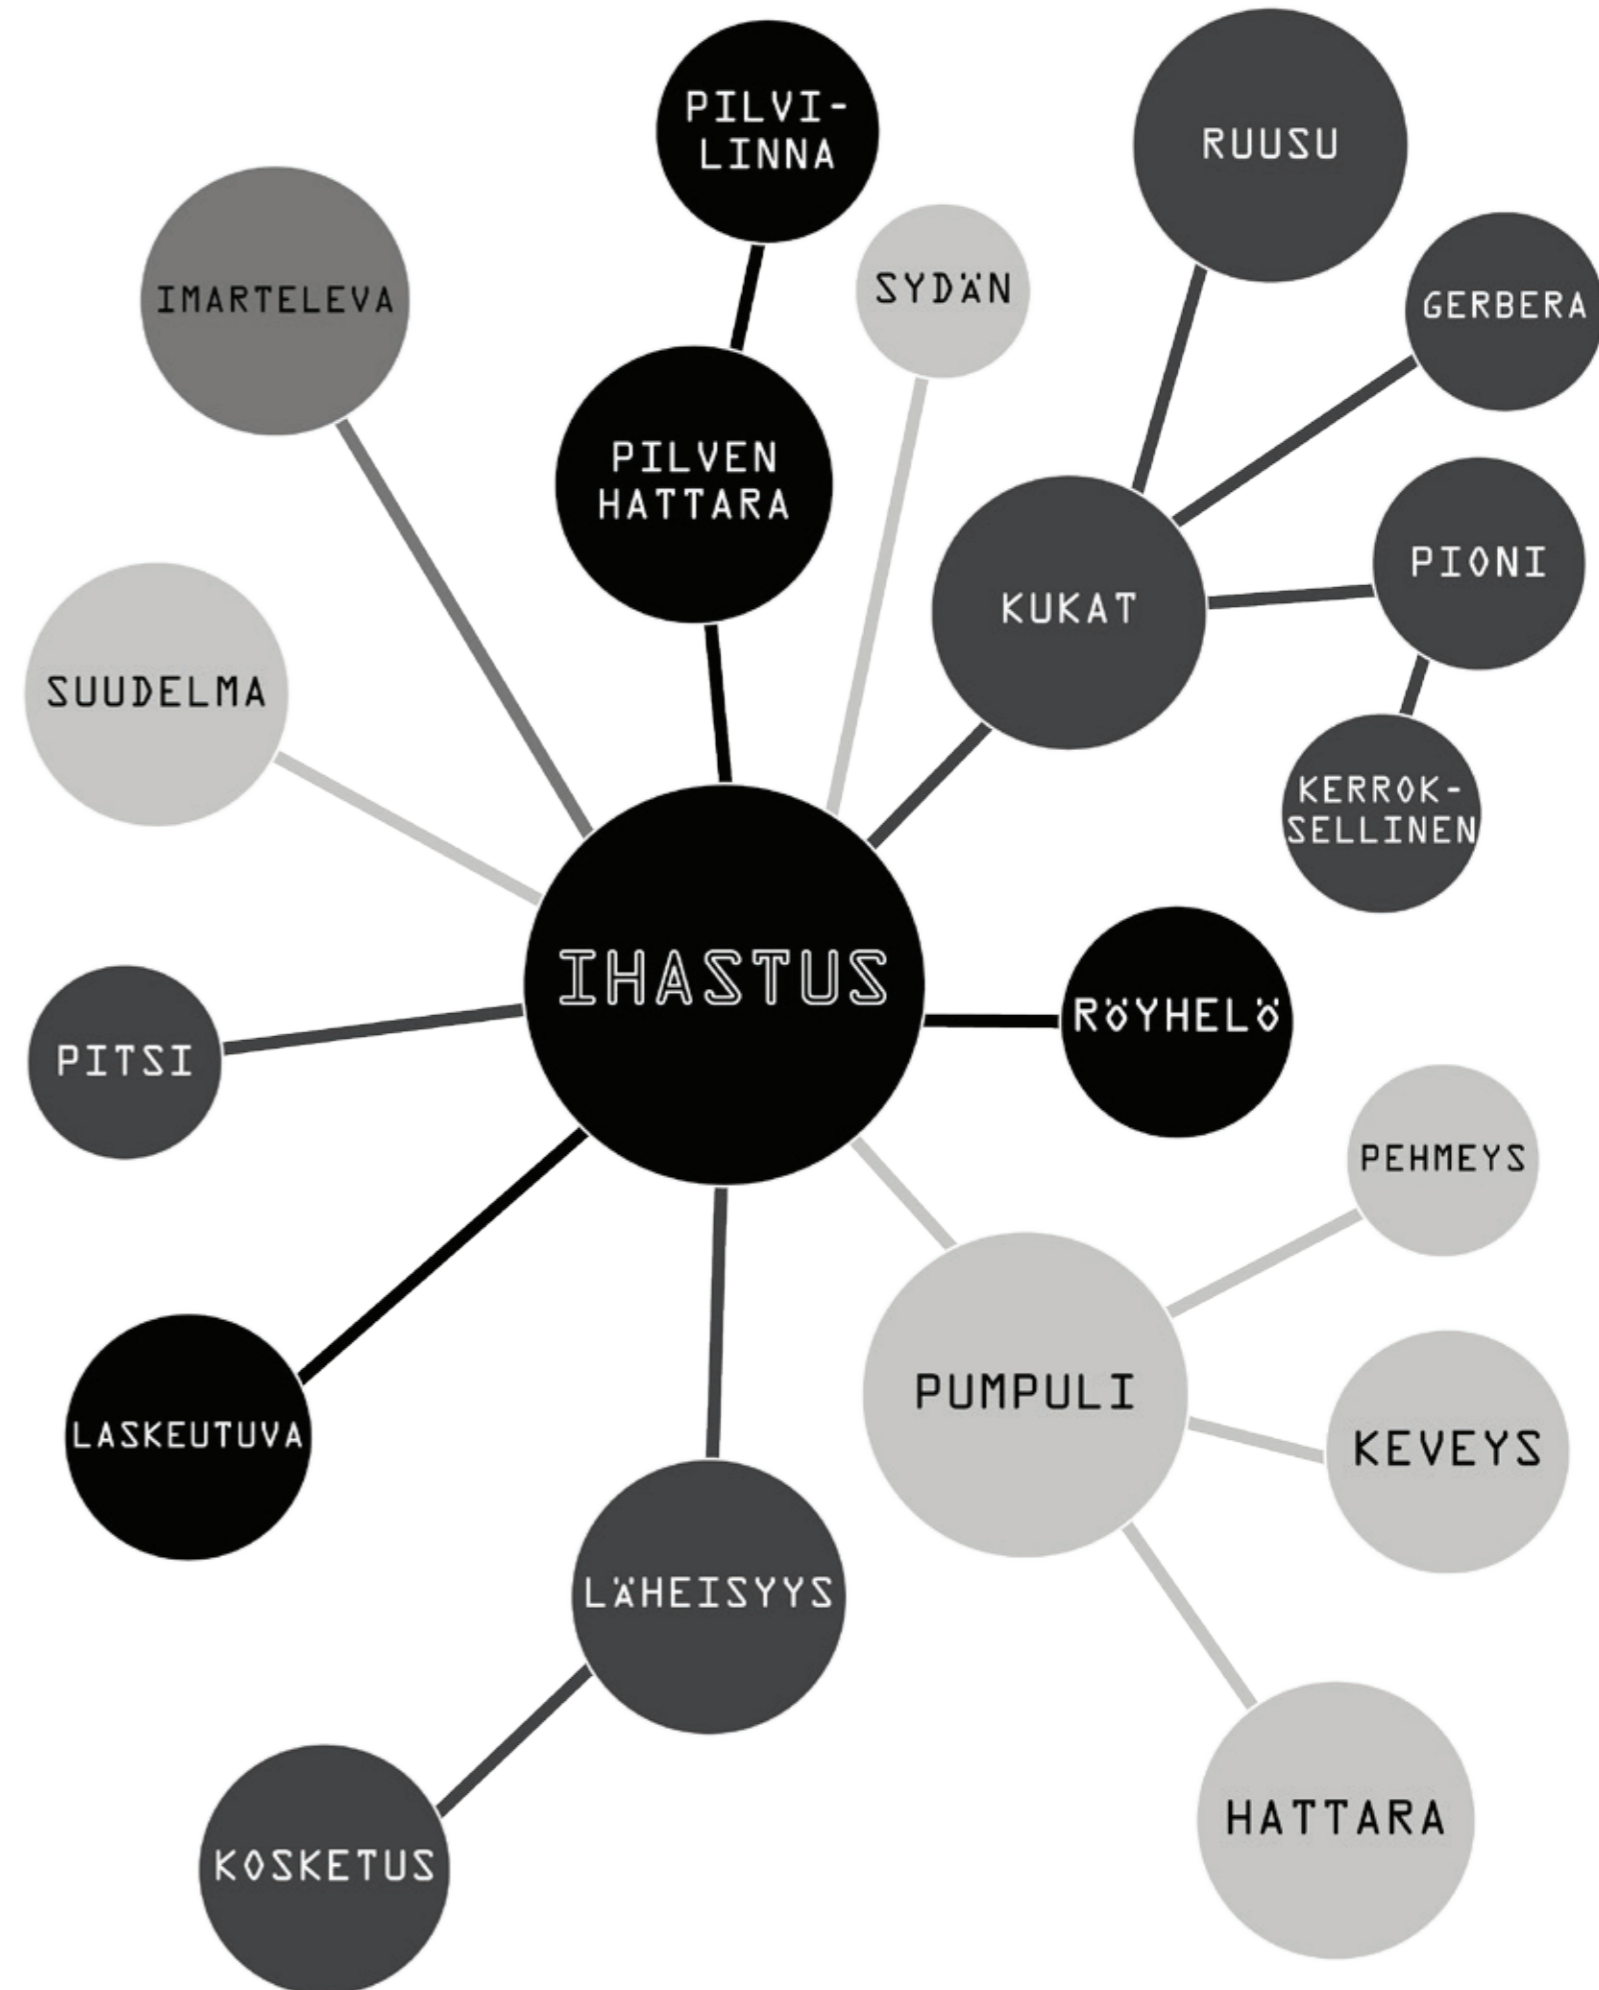 PILVI-
LINNA
RUUSU
SYDÄN
GERBERA
IMARTELEVA
PILVEN
HATTARA
PIONI
KUKAT
SUUDELMA
KERROK-
SELLINEN
IHASTUS
RÖYHELÖ
PITSI
PEHMEYS
PUMPULI
LASKEUTUVA
KEVEYS
LÄHEISYYS
HATTARA
KOSKETUS